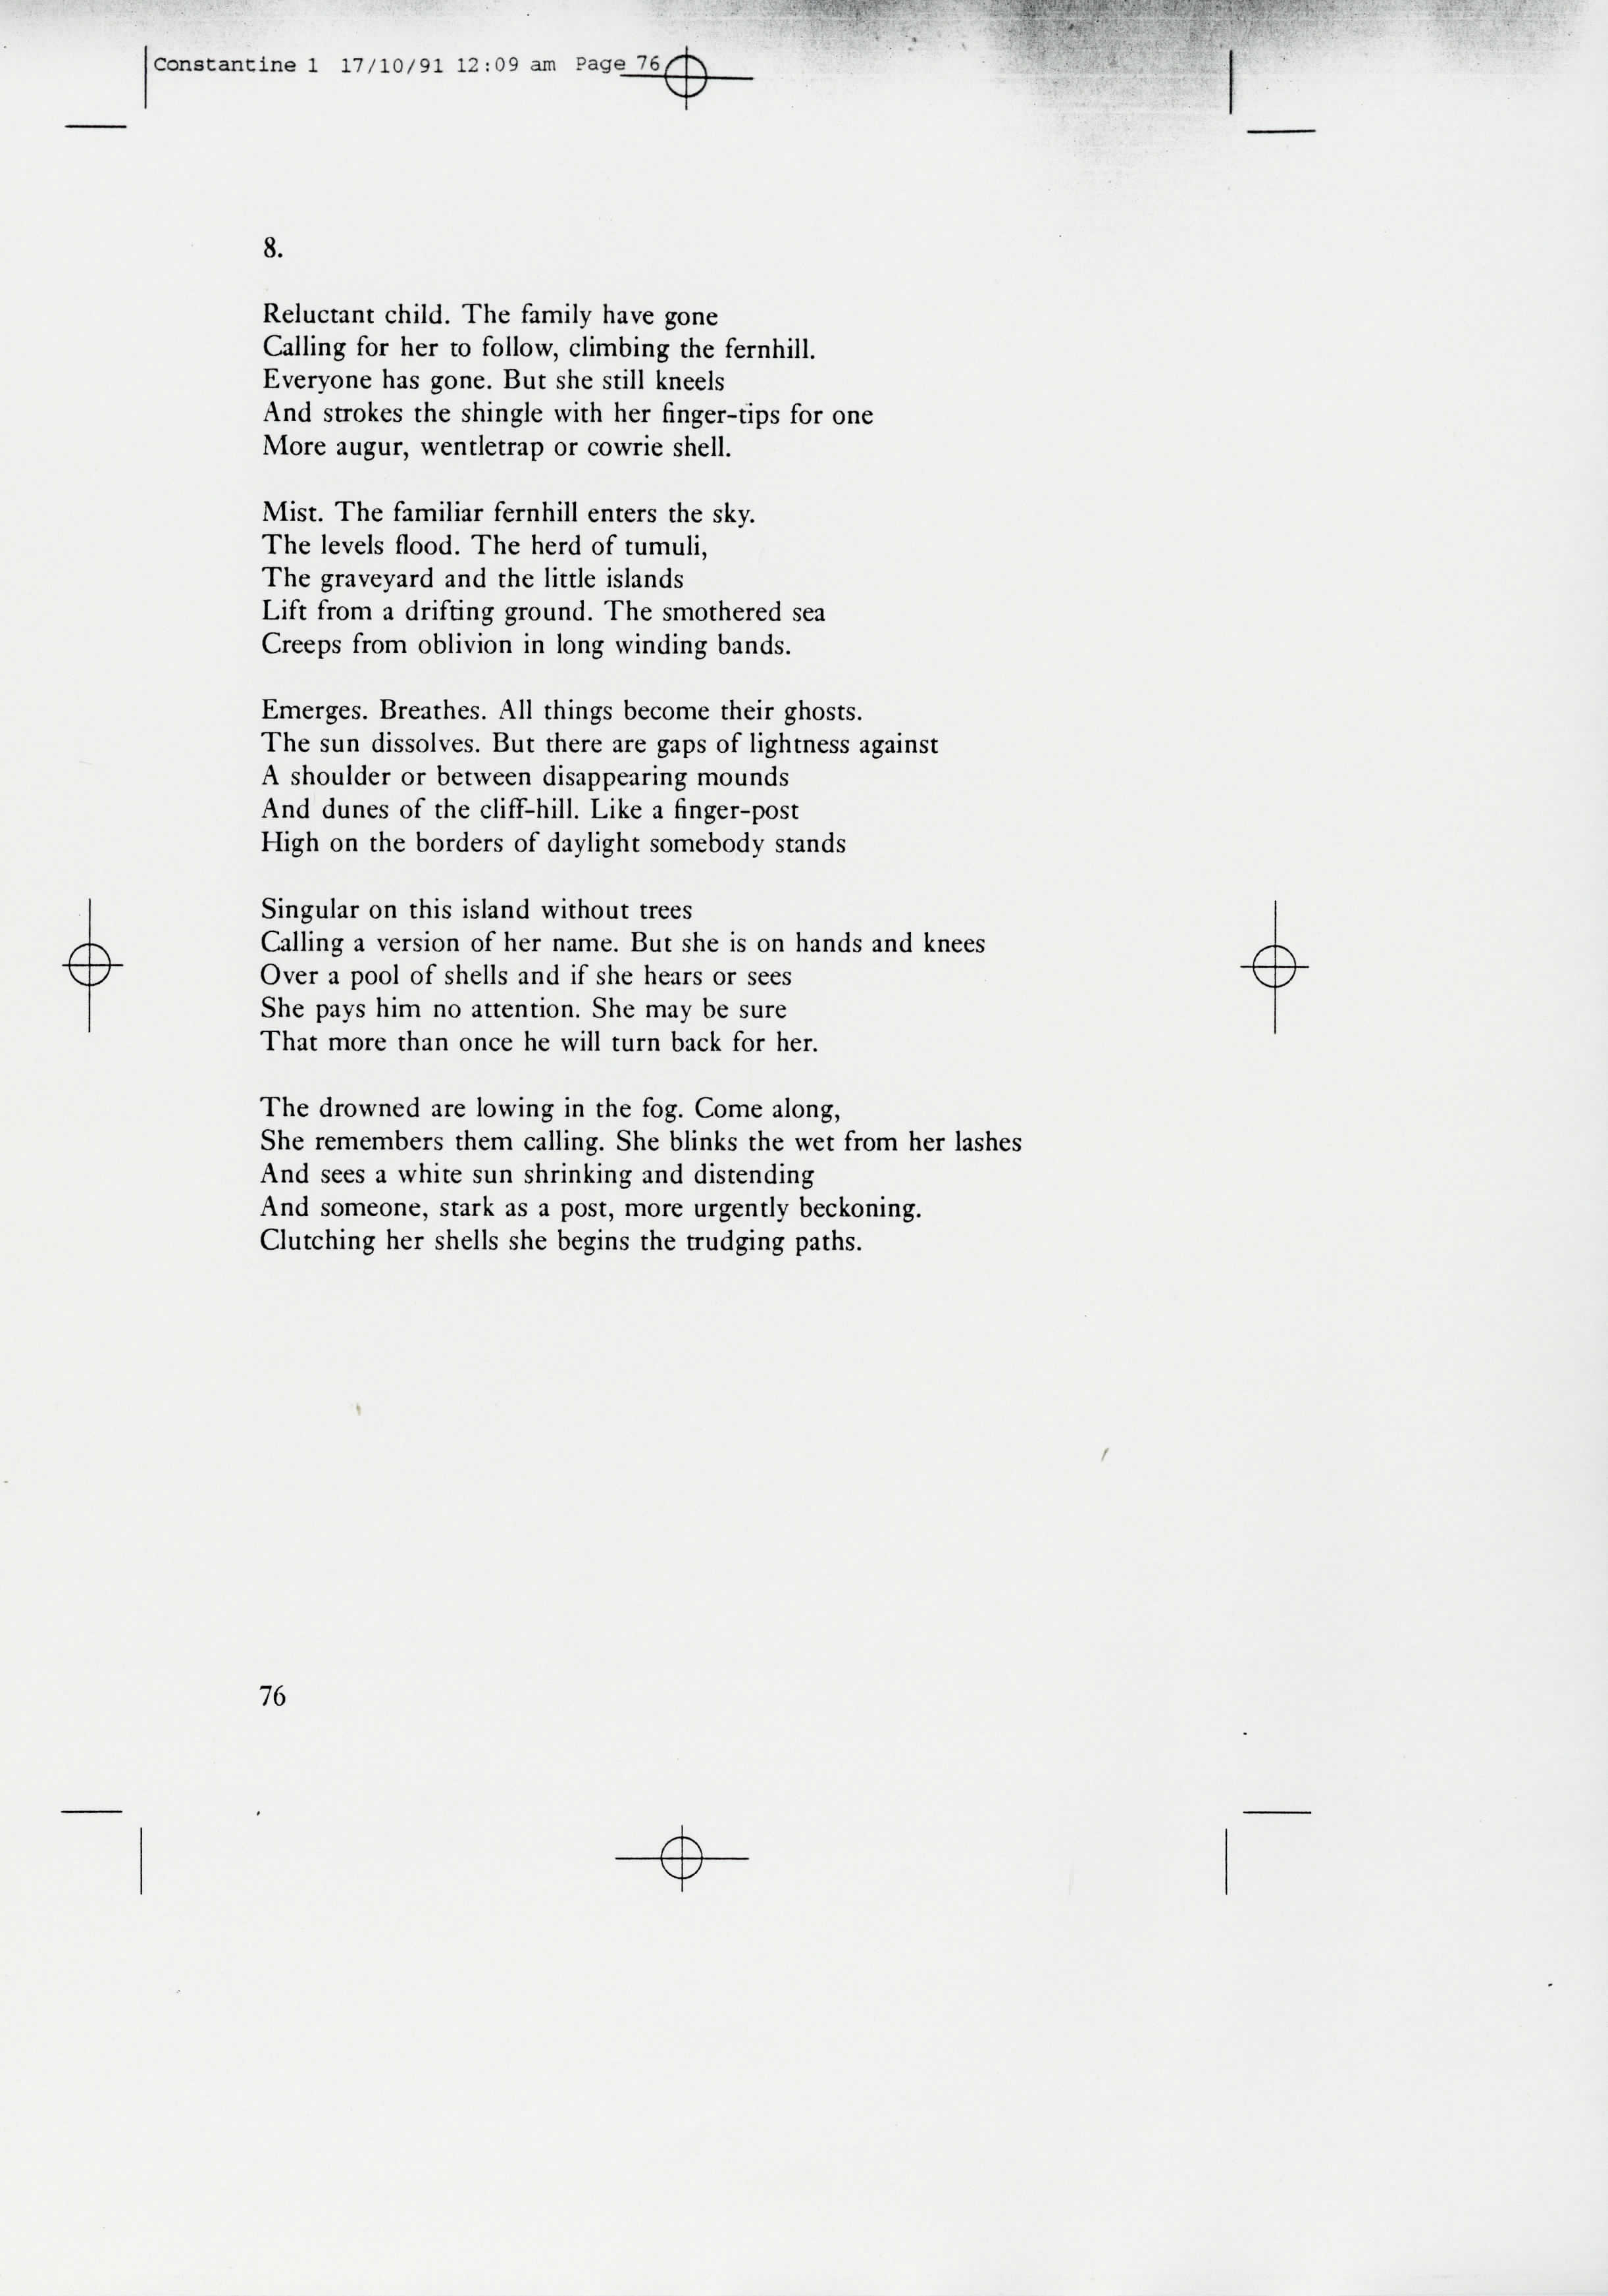 Constantine 1 17/10/91 12:09 am Page 76
8.
Reluctant child. The family have gone
Calling for her to follow, climbing the fernhill.
Everyone has gone. But she still kneels
And strokes the shingle with her finger-tips for one
More augur, wentletrap or cowrie shell.
Mist. The familiar fernhill enters the sky.
The levels flood. The herd of tumuli,
The graveyard and the little islands
Lift from a drifting ground. The smothered sea
Creeps from oblivion in long winding bands.
Emerges. Breathes. All things become their ghosts.
The sun dissolves. But there are gaps of lightness against
A shoulder or between disappearing mounds
And dunes of the cliff-hill. Like a finger-post
High on the borders of daylight somebody stands
Singular on this island without trees
Calling a version of her name. But she is on hands and knees
Over a pool of shells and if she hears or sees
She pays him no attention. She may be sure
That more than once he will turn back for her.
The drowned are lowing in the fog. Come along,
She remembers them calling. She blinks the wet from her lashes
And sees a white sun shrinking and distending
And someone, stark as a post, more urgently beckoning.
Clutching her shells she begins the trudging paths.
76